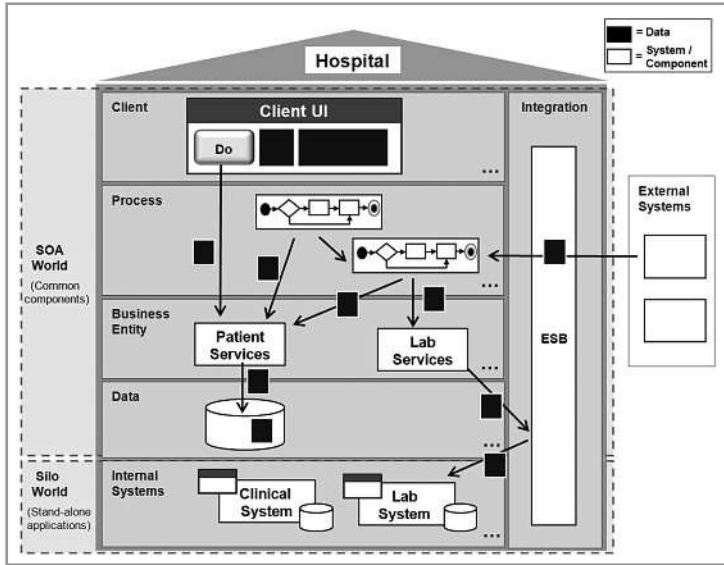 Hospital
= Data
= System /
Component
Client
Client UI
Do
...
Integration
Process
...
SOA
World
(Common
components)
Business
Entity
Patient
Services
Lab
Services
...
ESB
External
Systems
Data
...
Silo
World
(Stand-alone
applications)
Internal
Systems
Clinical
System
Lab
System
...